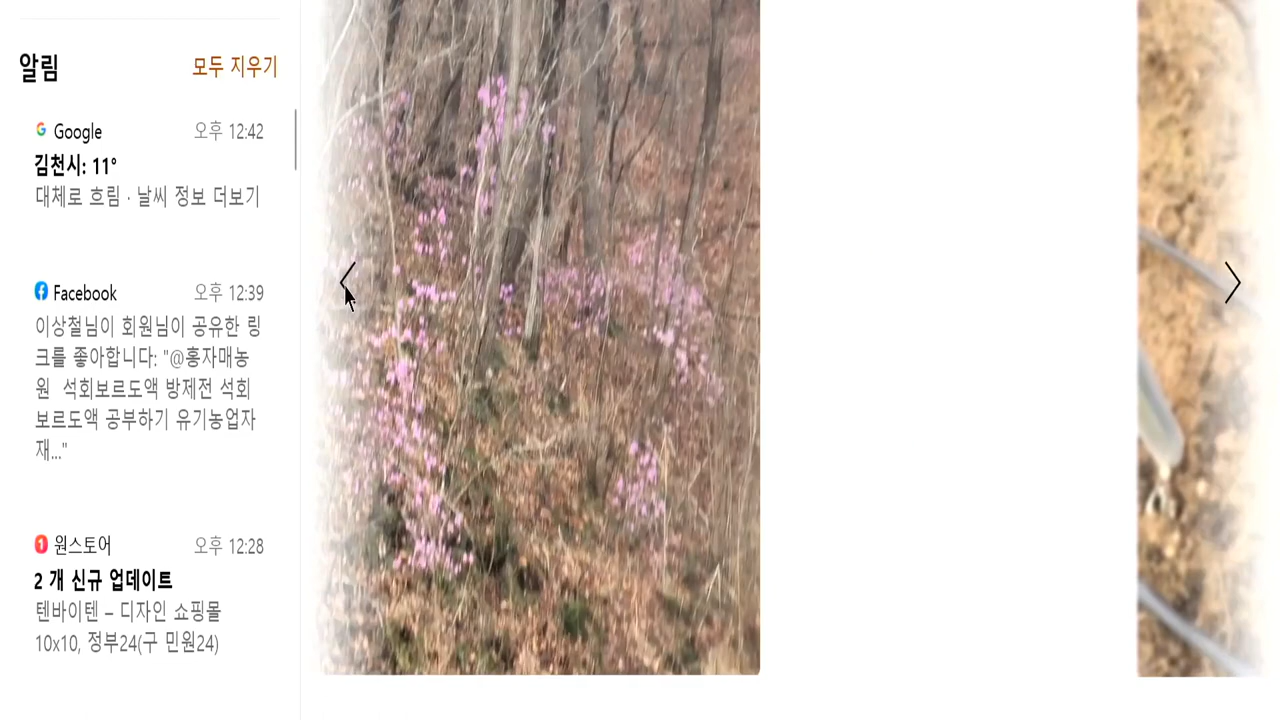 알림
모두 지우기
Google
오후 12:42
김천시: 11°
대체로 흐림 · 날씨 정보 더보기
Facebook
오후 12:39
이상철님이 회원님이 공유한 링
크를 좋아합니다: "@홍자매농
원 석회보르도액 방제전 석회
보르도액 공부하기 유기농업자
재..."
원스토어
오후 12:28
2 개 신규 업데이트
텐바이텐 – 디자인 쇼핑몰
10x10, 정부24(구 민원24)